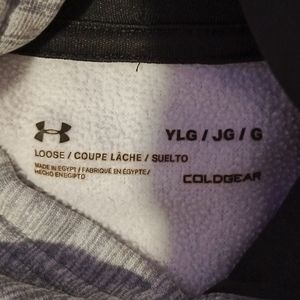 YLG / JG / G
LOOSE / COUPE LÂCHE / SUELTO
MADE IN EGYPT / FABRIQUÉ EN EGYPTE /
HECHO EN EGIPTO
COLDGEAR